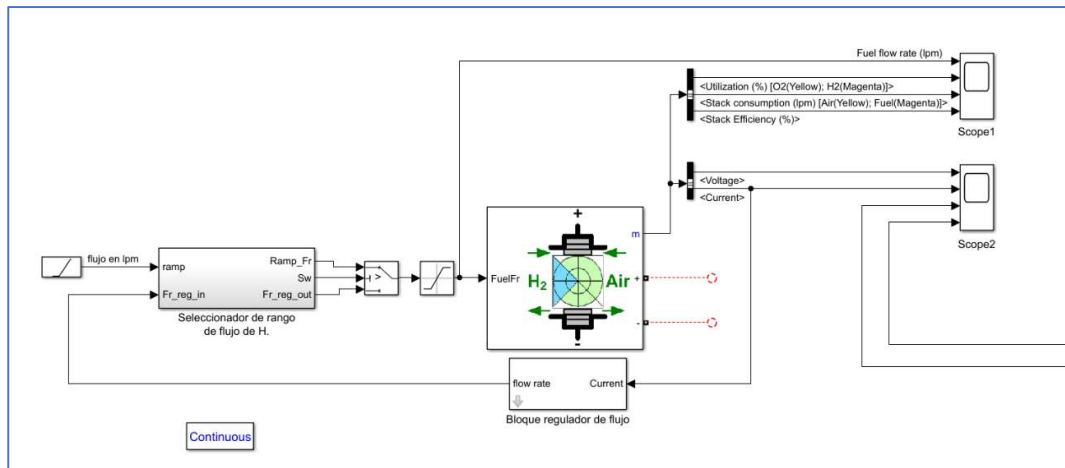 Fuel flow rate (lpm)
<Utilization (%) [O2(Yellow); H2(Magenta)]>
<Stack consumption (lpm) [Air(Yellow); Fuel(Magenta)]>
<Stack Efficiency (%)>
Scope1
<Voltage>
<Current>
Scope2
flujo en lpm
ramp
Fr_reg_in
Ramp_Fr
Sw
Fr_reg_out
Seleccionador de rango
de flujo de H.
>
+
m
FuelFr
H2
Air
+
-
-
flow rate
Current
Bloque regulador de flujo
Continuous